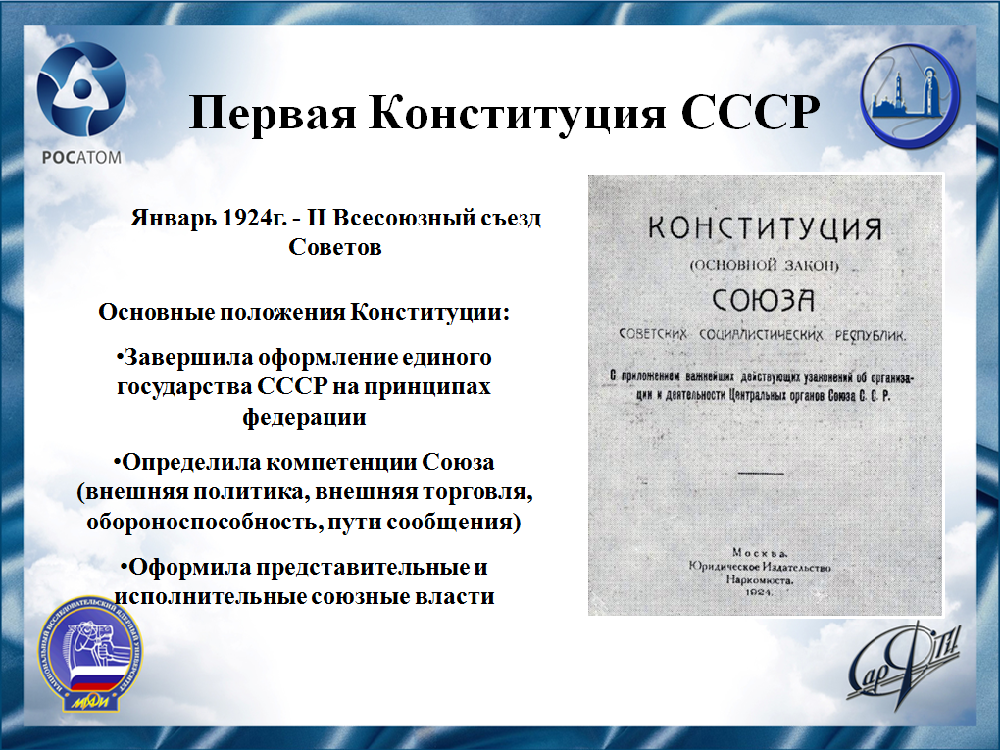 РОСАТОМ
Первая Конституция СССР
Январь 1924г. - II Всесоюзный съезд
Советов
Основные положения Конституции:
•Завершила оформление единого
государства СССР на принципах
федерации
•Определила компетенции Союза
(внешняя политика, внешняя торговля,
обороноспособность, пути сообщения)
•Оформила представительные и
исполнительные союзные власти
КОНСТИТУЦИЯ
(ОСНОВНОЙ ЗАКОН)
СОЮЗА
СОВЕТСКИХ СОЦИАЛИСТИЧЕСКИХ РЕСПУБЛИК.
С приложением важнейших действующих узаконений об организа-
ции и деятельности Центральных органов Союза С. С. Р.
Москва.
Юридическое Издательство
Наркомюста.
1924.
НАЦИОНАЛЬНЫЙ ИССЛЕДОВАТЕЛЬСКИЙ ЯДЕРНЫЙ УНИВЕРСИТЕТ
МИФИ
СарФТИ